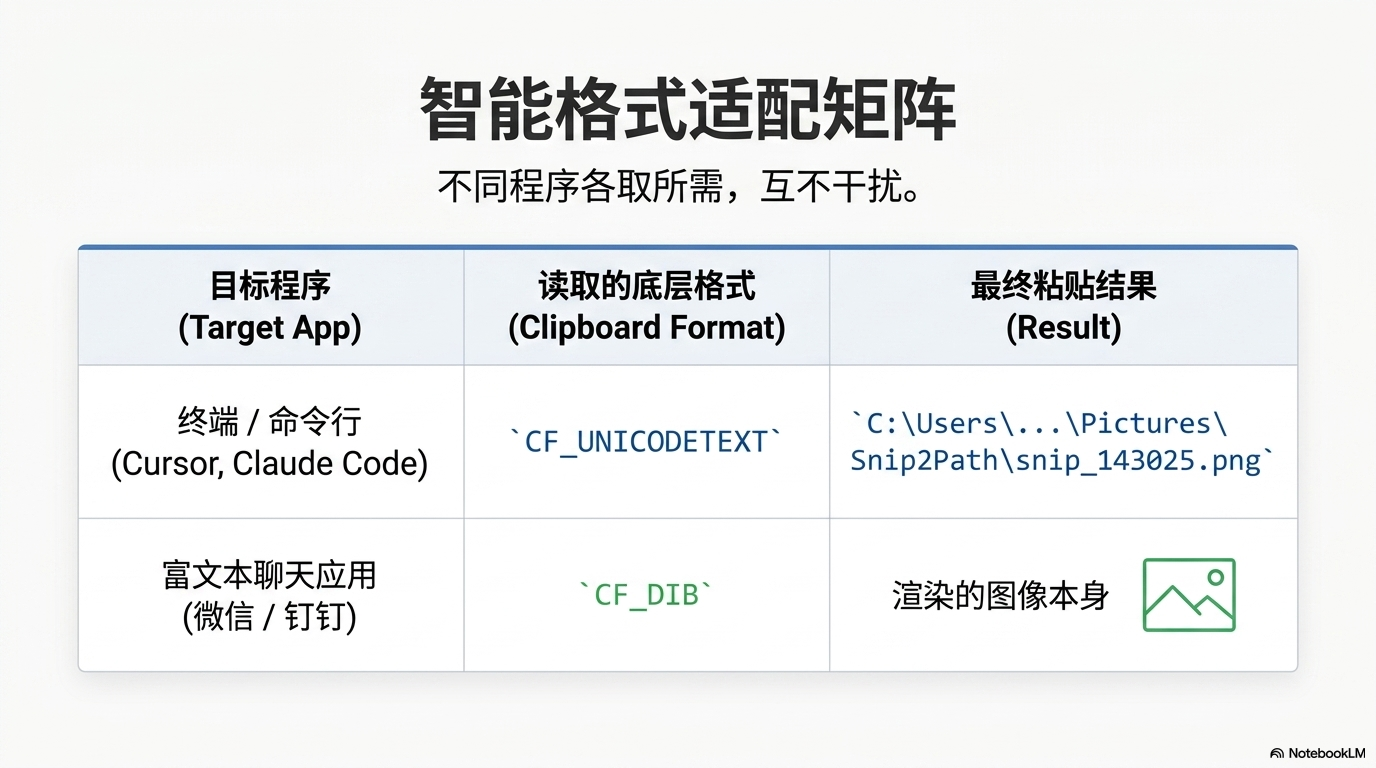 智能格式适配矩阵
不同程序各取所需，互不干扰。
目标程序
(Target App)
读取的底层格式
(Clipboard Format)
最终粘贴结果
(Result)
终端 / 命令行
(Cursor, Claude Code)
`CF_UNICODETEXT`
`C:\Users\...\Pictures\
Snip2Path\snip_143025.png`
富文本聊天应用
(微信 / 钉钉)
`CF_DIB`
渲染的图像本身
NotebookLM